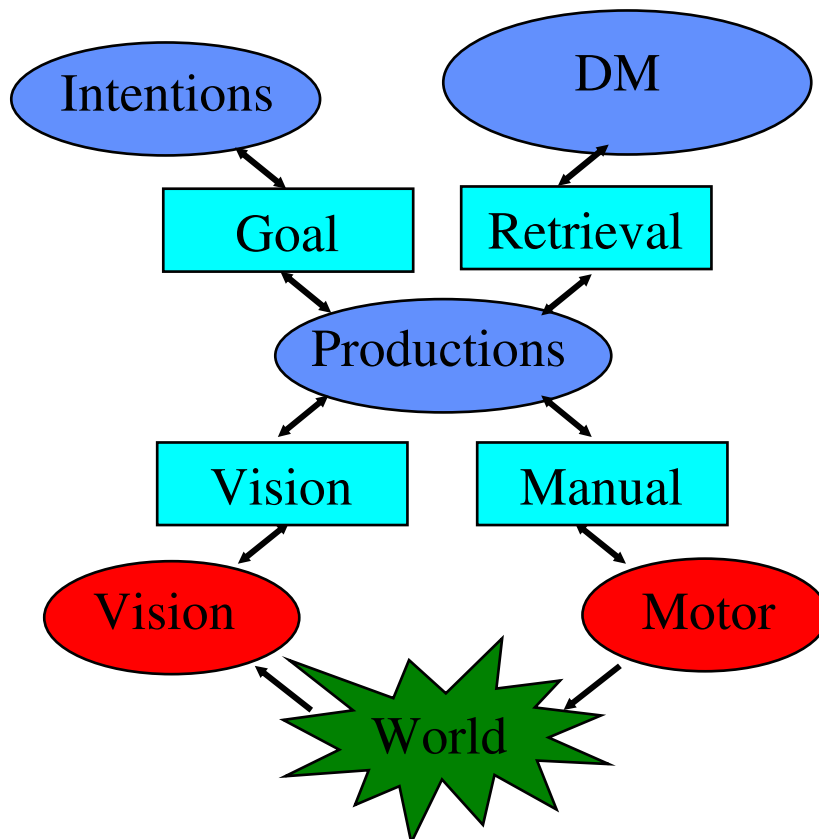 Intentions
DM
Goal
Retrieval
Productions
Vision
Manual
Vision
Motor
World